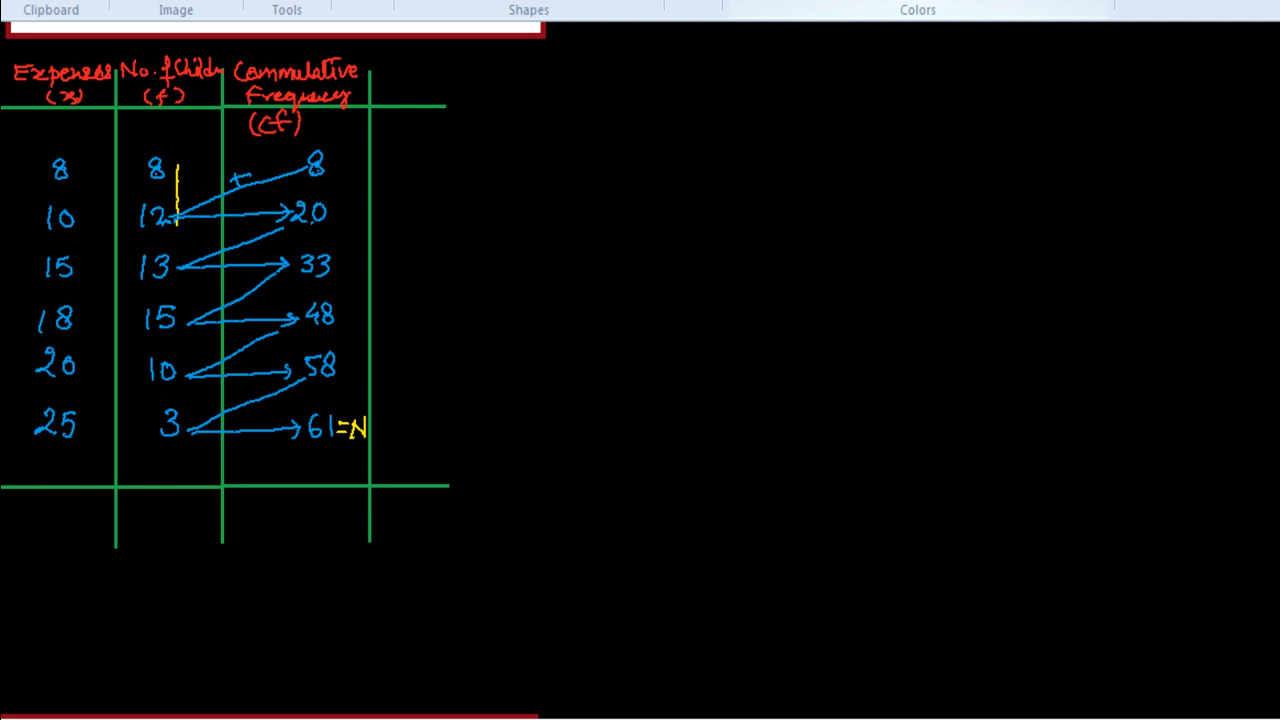 Clipboard Image Tools Shapes Colors
Expenses No. of Childn Commulative
(x) (f) Frequency
(cf)
8 8 8
10 12 20
15 13 33
18 15 48
20 10 58
25 3 61=N